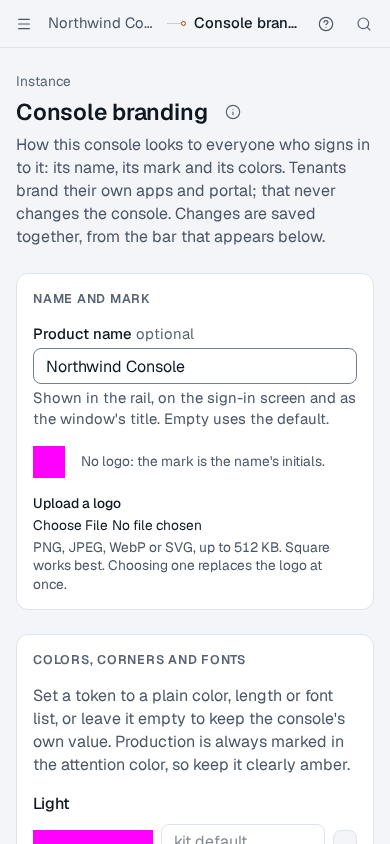 Northwind Co...
Console bran...
Instance
Console branding
How this console looks to everyone who signs in
to it: its name, its mark and its colors. Tenants
brand their own apps and portal; that never
changes the console. Changes are saved
together, from the bar that appears below.
NAME AND MARK
Product name optional
Northwind Console
Shown in the rail, on the sign-in screen and as
the window's title. Empty uses the default.
No logo: the mark is the name's initials.
Upload a logo
Choose File No file chosen
PNG, JPEG, WebP or SVG, up to 512 KB. Square
works best. Choosing one replaces the logo at
once.
COLORS, CORNERS AND FONTS
Set a token to a plain color, length or font
list, or leave it empty to keep the console's
own value. Production is always marked in
the attention color, so keep it clearly amber.
Light
kit default